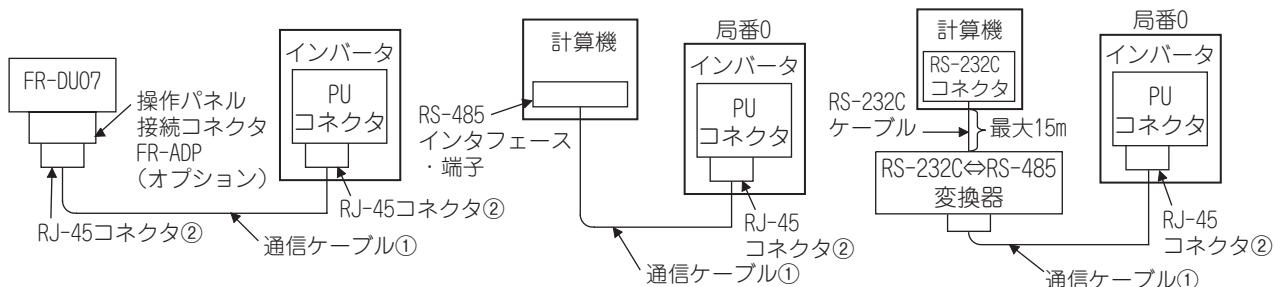 FR-DU07
操作パネル
接続コネクタ
FR-ADP
（オプション）
インバータ
PU
コネクタ
RJ-45コネクタ②
RJ-45コネクタ②
通信ケーブル①
計算機
RS-485
インタフェース
・端子
局番0
インバータ
PU
コネクタ
RJ-45
コネクタ②
通信ケーブル①
計算機
RS-232C
コネクタ
RS-232C
ケーブル
最大15m
RS-232C⇔RS-485
変換器
局番0
インバータ
PU
コネクタ
RJ-45
コネクタ②
通信ケーブル①